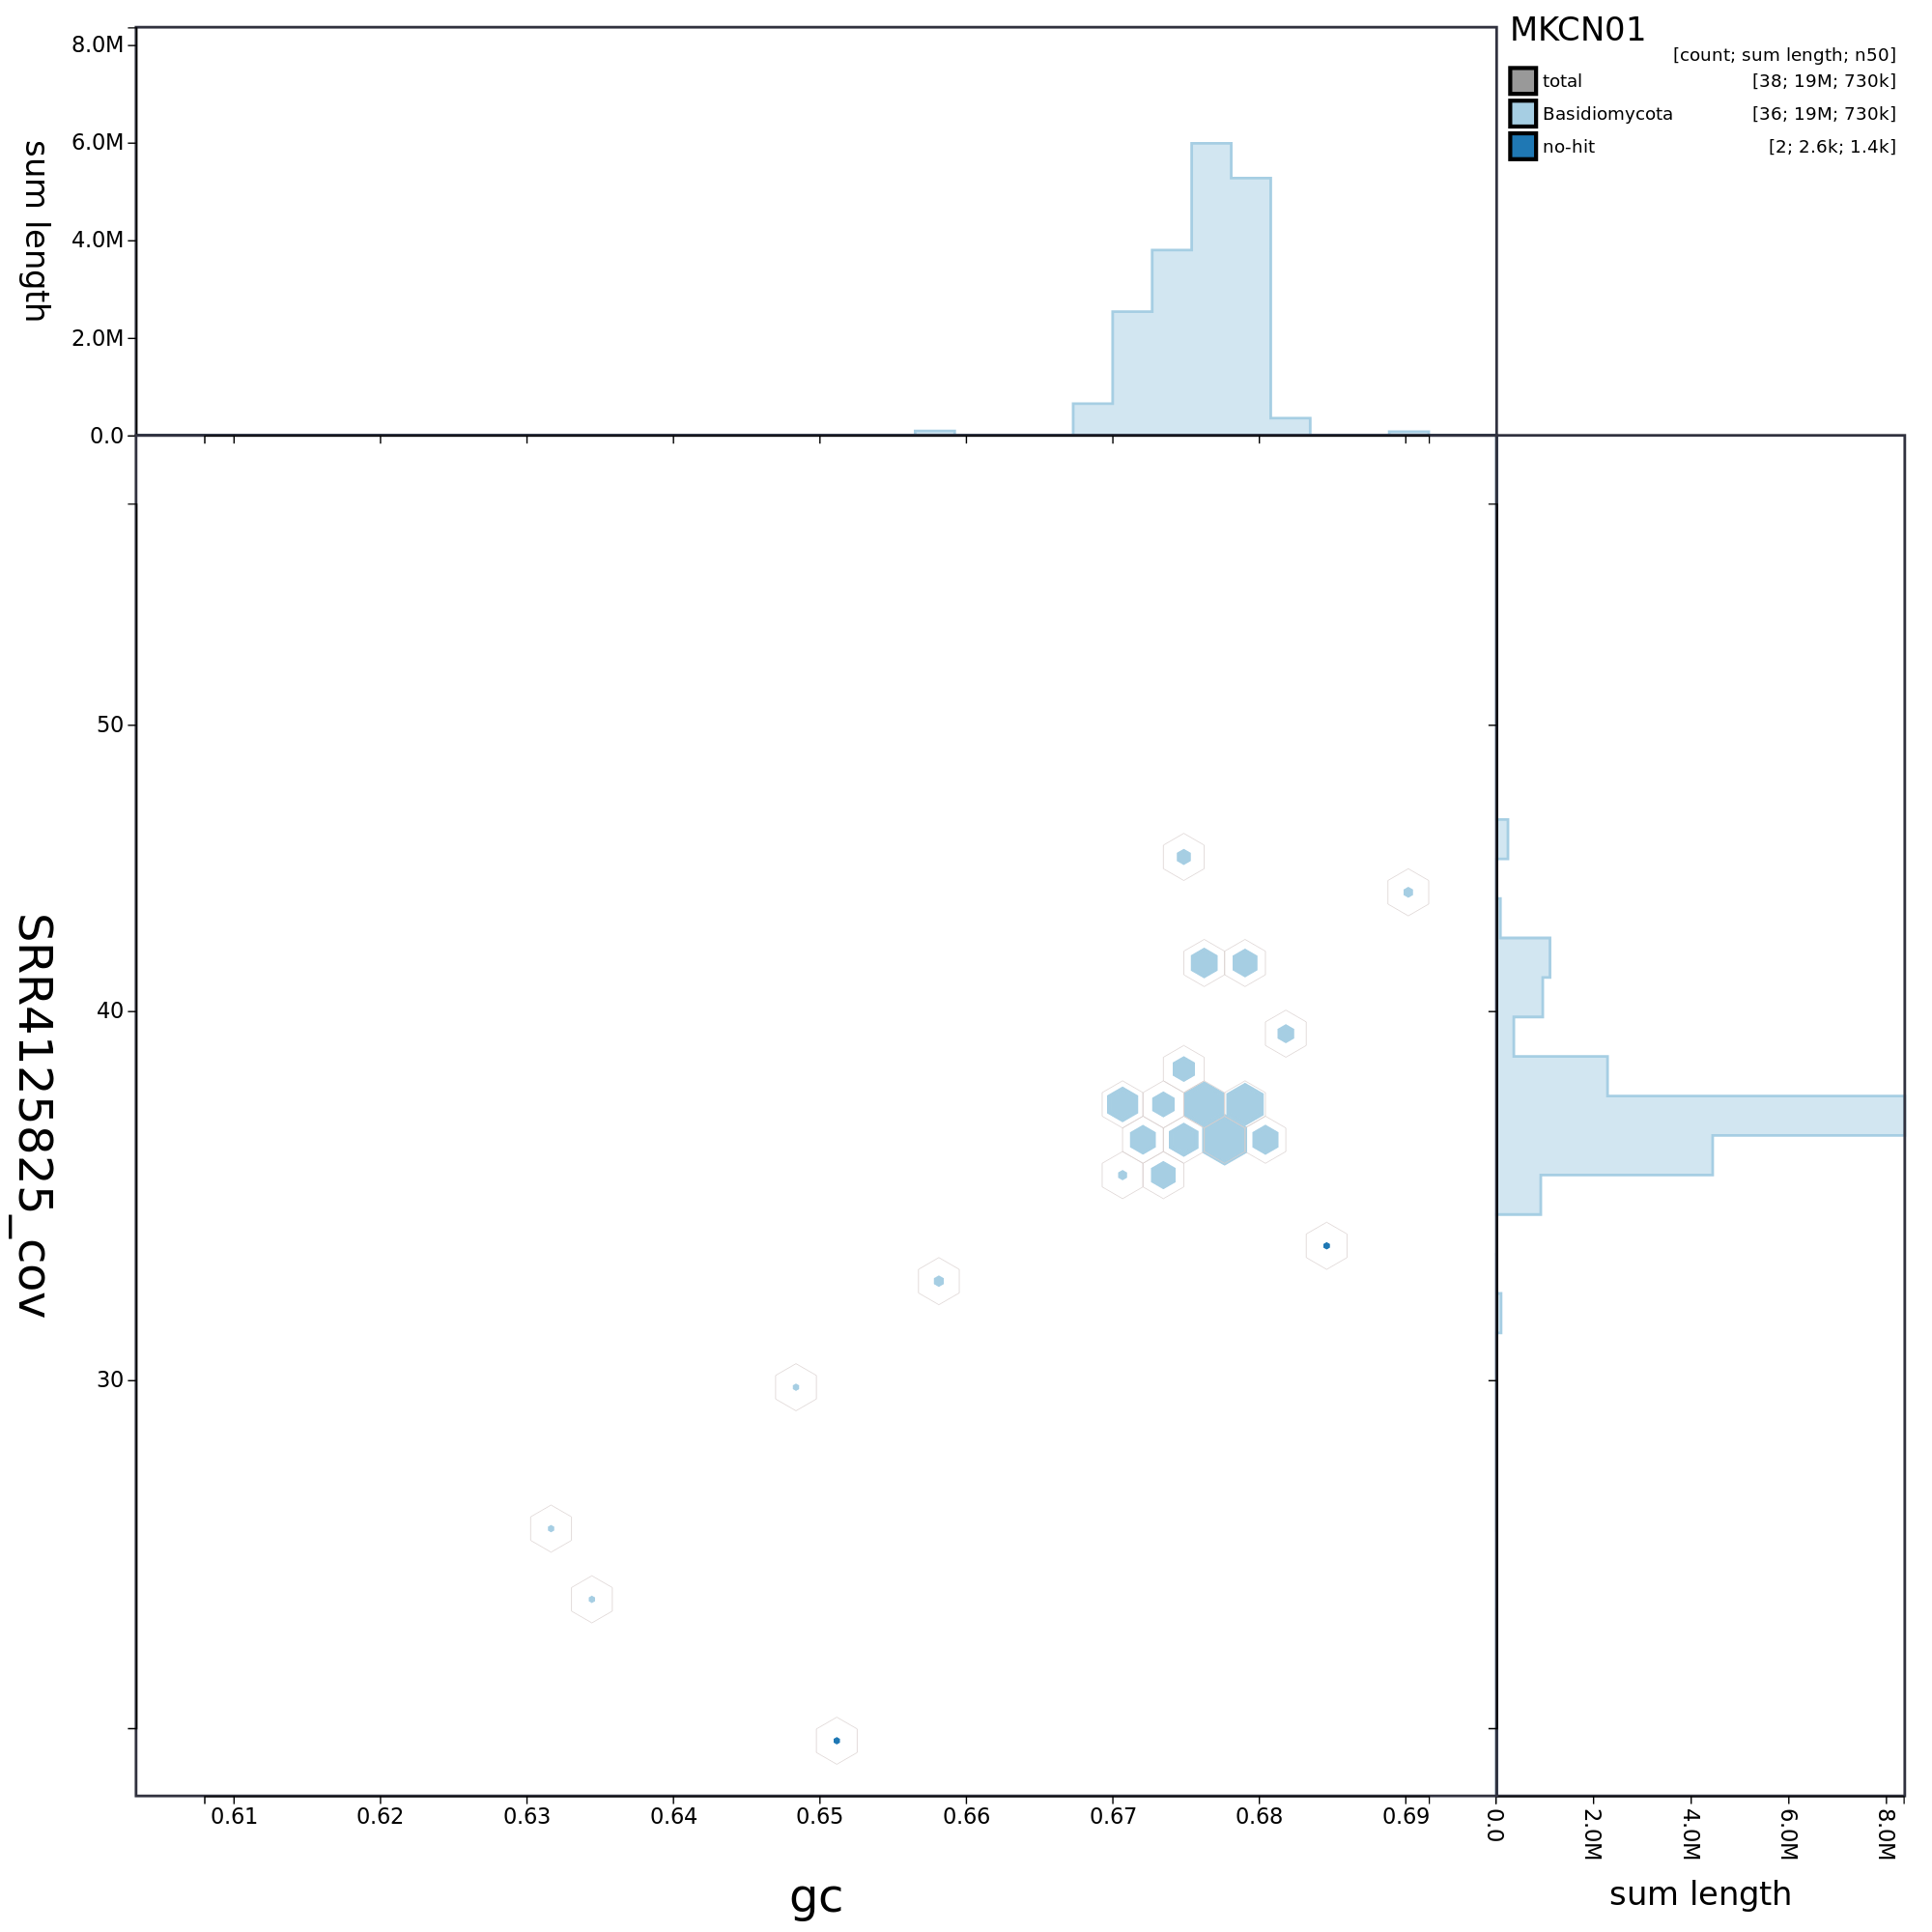 MKCN01
[count; sum length; n50]
total [38; 19M; 730k]
Basidiomycota [36; 19M; 730k]
no-hit [2; 2.6k; 1.4k]
8.0M
6.0M
4.0M
2.0M
0.0
sum length
50
40
30
SRR4125825_cov
0.61 0.62 0.63 0.64 0.65 0.66 0.67 0.68 0.69
gc
0.0 2.0M 4.0M 6.0M 8.0M
sum length